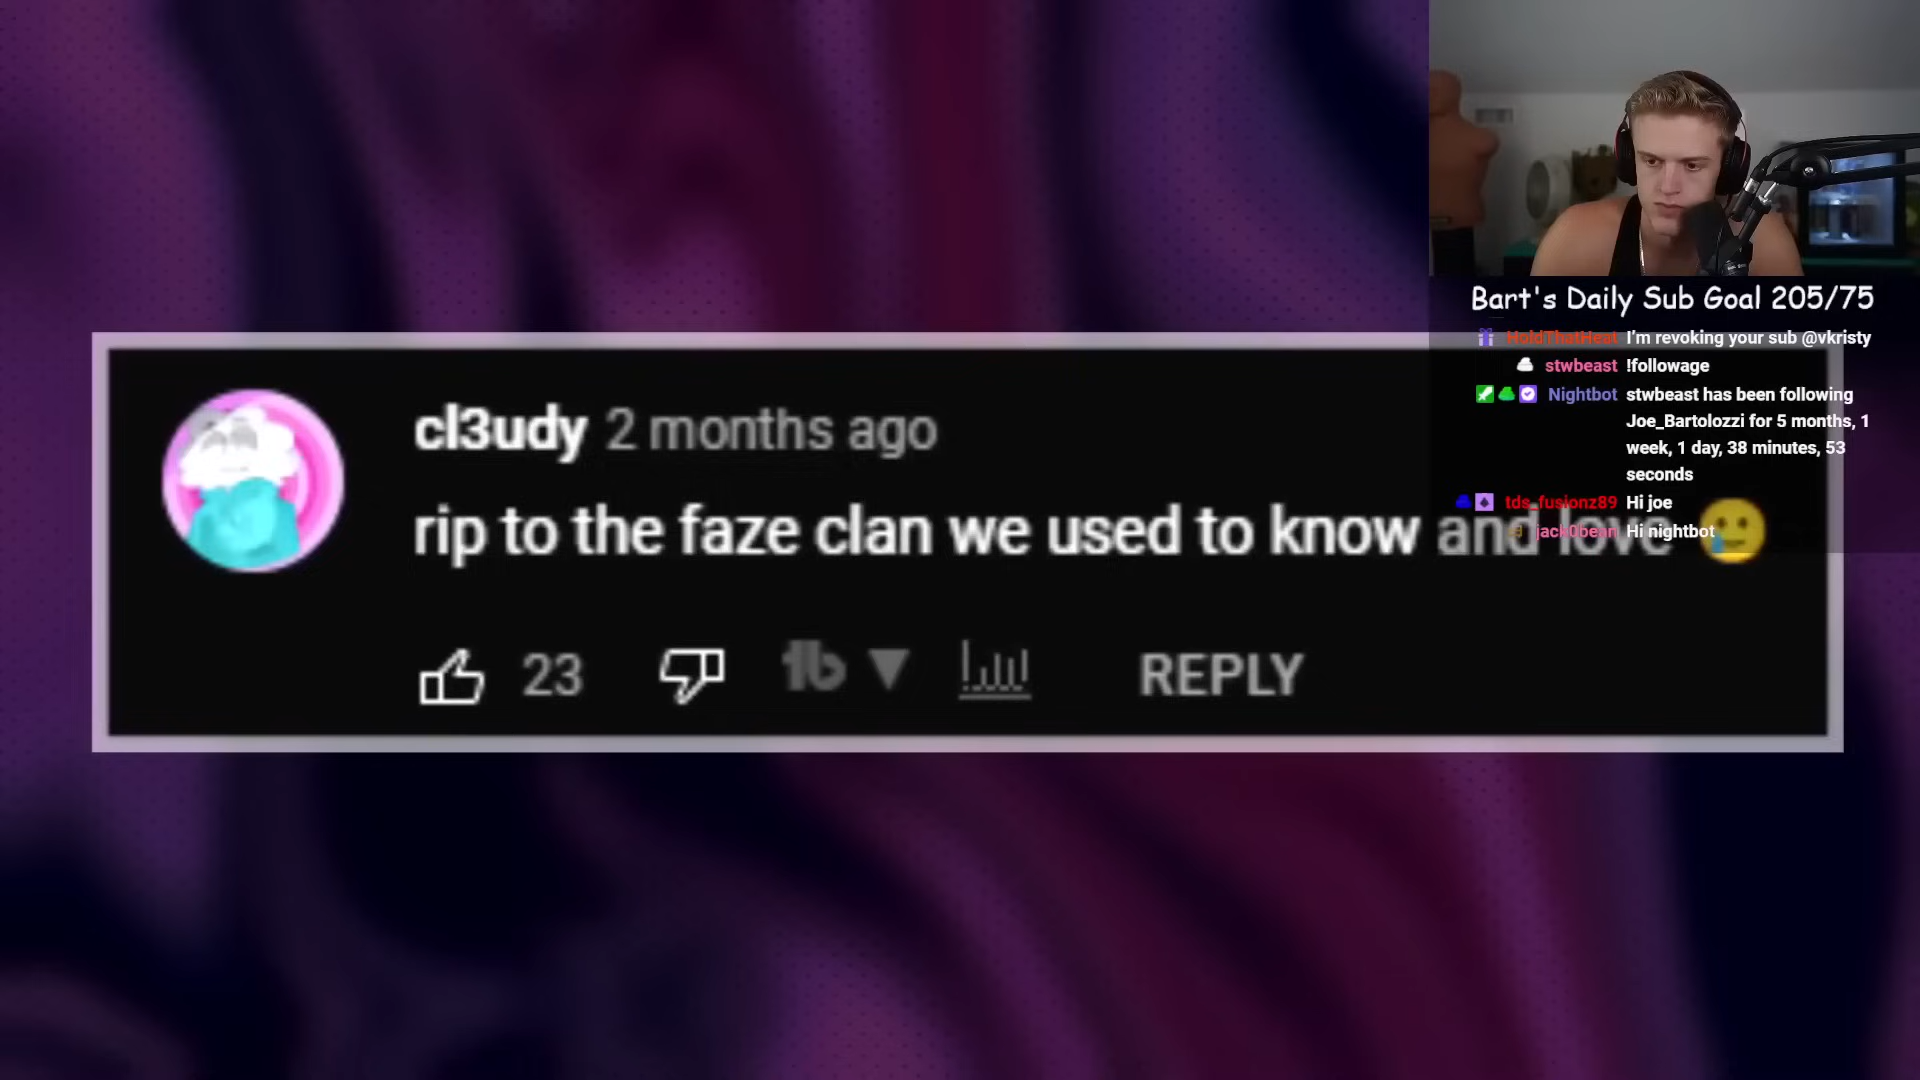 Bart's Daily Sub Goal 205/75
HoldThatHeat I'm revoking your sub @vkristy
stwbeast !followage
Nightbot stwbeast has been following
Joe_Bartolozzi for 5 months, 1
week, 1 day, 38 minutes, 53
seconds
tds_fusionz89 Hi joe
jack0bean Hi nightbot
cl3udy 2 months ago
rip to the faze clan we used to know and love 🥲
23 REPLY